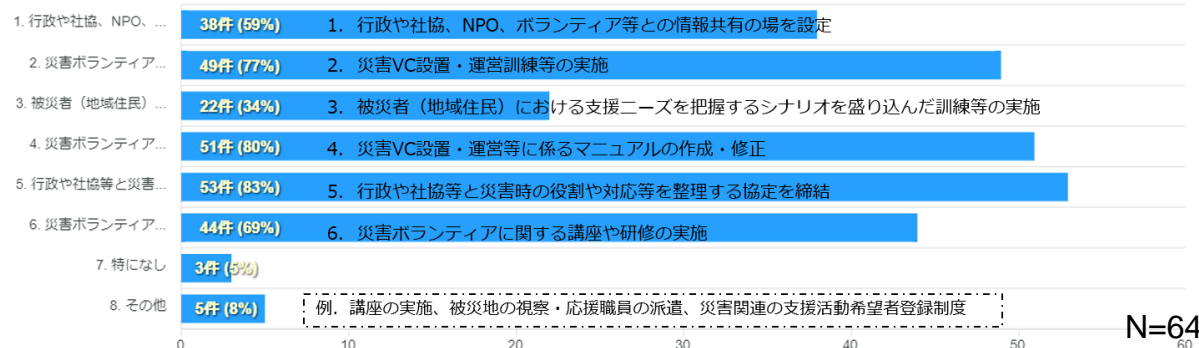 1. 行政や社協、NPO、... 38件 (59%) 1．行政や社協、NPO、ボランティア等との情報共有の場を設定
2. 災害ボランティア... 49件 (77%) 2．災害VC設置・運営訓練等の実施
3. 被災者（地域住民）... 22件 (34%) 3．被災者（地域住民）における支援ニーズを把握するシナリオを盛り込んだ訓練等の実施
4. 災害ボランティア... 51件 (80%) 4．災害VC設置・運営等に係るマニュアルの作成・修正
5. 行政や社協等と災害... 53件 (83%) 5．行政や社協等と災害時の役割や対応等を整理する協定を締結
6. 災害ボランティア... 44件 (69%) 6．災害ボランティアに関する講座や研修の実施
7. 特になし 3件 (5%)
8. その他 5件 (8%) 例．講座の実施、被災地の視察・応援職員の派遣、災害関連の支援活動希望者登録制度
N=64
0 10 20 30 40 50 60